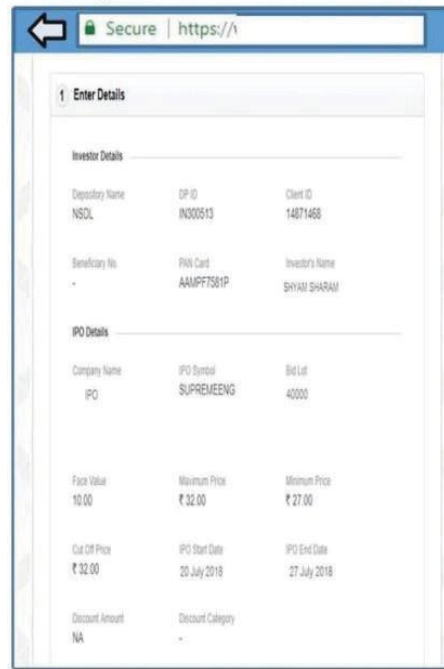 Secure | https://
1 Enter Details
Investor Details
Depository Name DP ID Client ID
NSDL IN300513 14871468
Beneficiary No PAN Card Investor's Name
- AAMPF7581P SHYAM SHARAM
IPO Details
Company Name IPO Symbol Bid Lot
IPO SUPREMEENG 40000
Face Value Maximum Price Minimum Price
10.00 ₹ 32.00 ₹ 27.00
Cut Off Price IPO Start Date IPO End Date
₹ 32.00 20 July 2018 27 July 2018
Discount Amount Discount Category
NA -